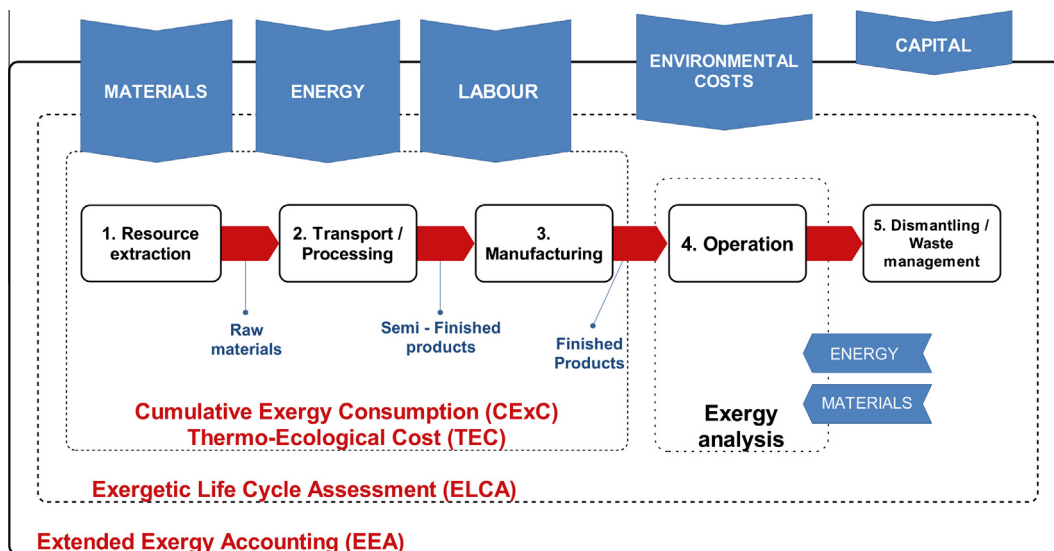 MATERIALS
ENERGY
LABOUR
ENVIRONMENTAL
COSTS
CAPITAL
1. Resource
extraction
2. Transport /
Processing
3.
Manufacturing
4. Operation
5. Dismantling /
Waste
management
Raw
materials
Semi - Finished
products
Finished
Products
ENERGY
MATERIALS
Cumulative Exergy Consumption (CExC)
Thermo-Ecological Cost (TEC)
Exergy
analysis
Exergetic Life Cycle Assessment (ELCA)
Extended Exergy Accounting (EEA)